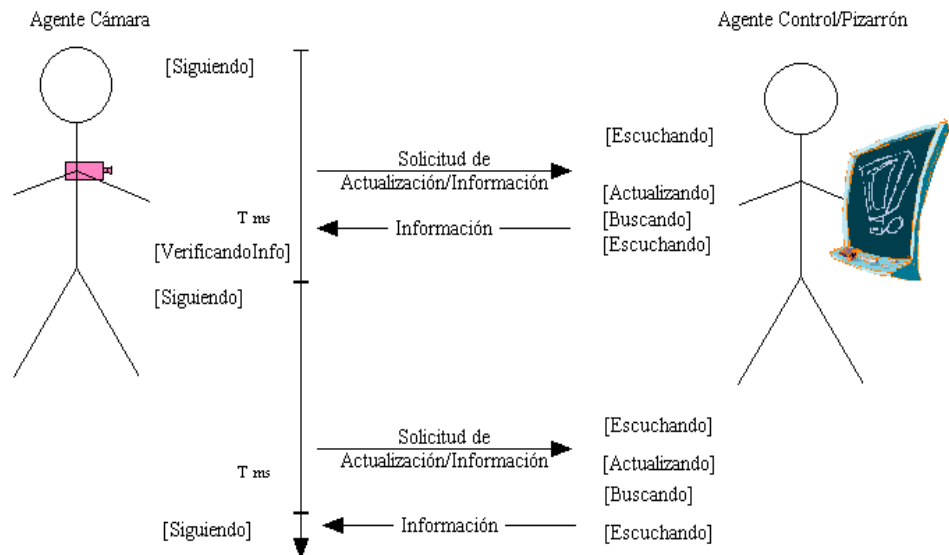 Agente Cámara
Agente Control/Pizarrón
[Siguiendo]
[Escuchando]
Solicitud de
Actualización/Información
[Actualizando]
T ms
Información
[Buscando]
[VerificandoInfo]
[Escuchando]
[Siguiendo]
Solicitud de
Actualización/Información
[Escuchando]
[Actualizando]
T ms
[Buscando]
[Siguiendo]
Información
[Escuchando]